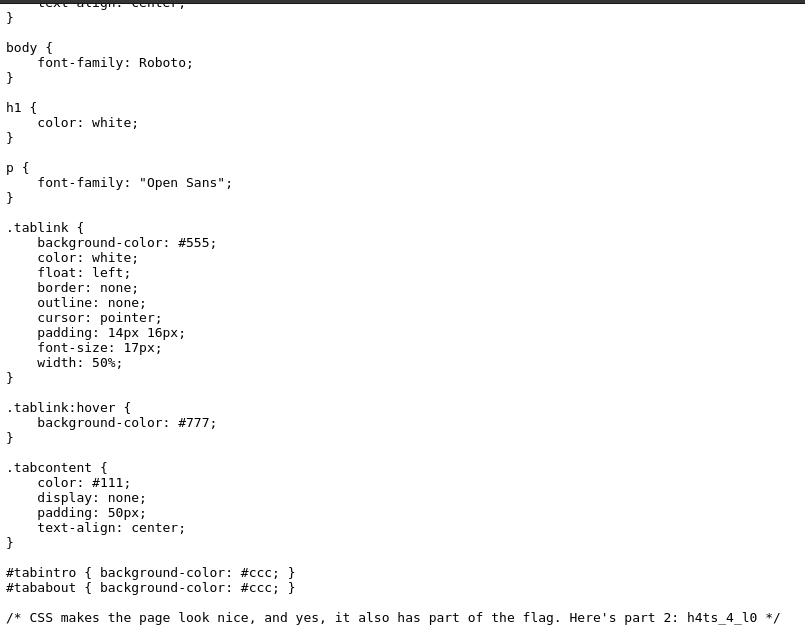 text-align: center;
}
body {
font-family: Roboto;
}
h1 {
color: white;
}
p {
font-family: "Open Sans";
}
.tablink {
background-color: #555;
color: white;
float: left;
border: none;
outline: none;
cursor: pointer;
padding: 14px 16px;
font-size: 17px;
width: 50%;
}
.tablink:hover {
background-color: #777;
}
.tabcontent {
color: #111;
display: none;
padding: 50px;
text-align: center;
}
#tabintro { background-color: #ccc; }
#tababout { background-color: #ccc; }
/* CSS makes the page look nice, and yes, it also has part of the flag. Here's part 2: h4ts_4_l0 */